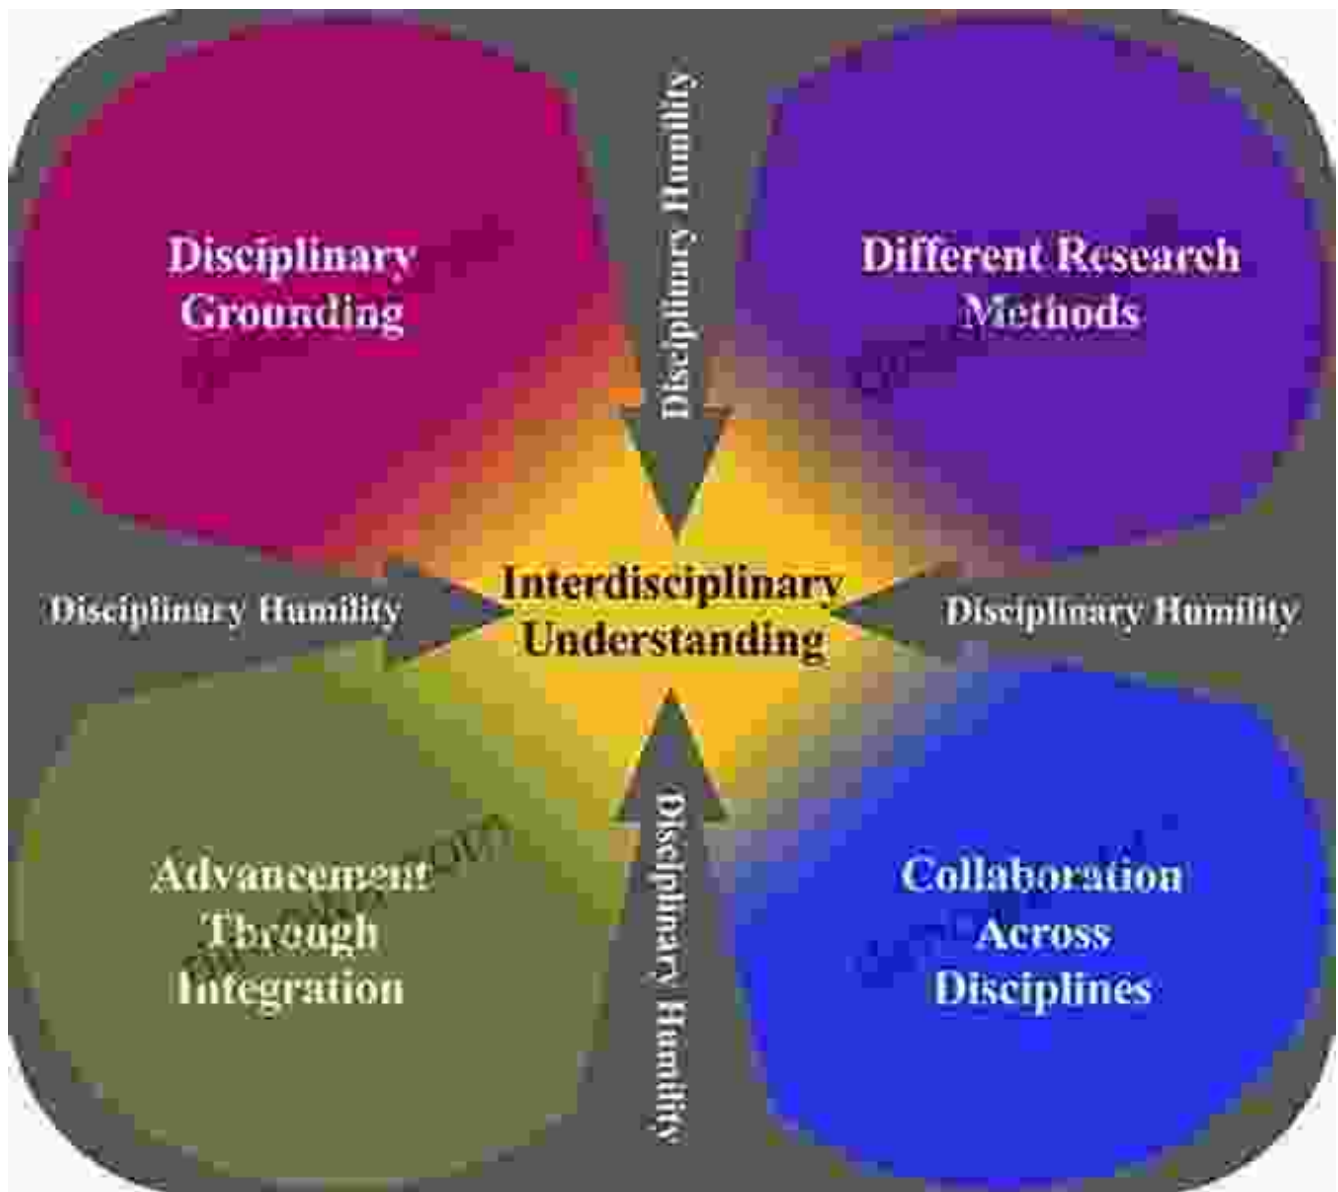 Disciplinary Humility
Disciplinary
Grounding
Different Research
Methods
Disciplinary Humility
Interdisciplinary
Understanding
Disciplinary Humility
Advancement
Through
Integration
Collaboration
Across
Disciplines
Disciplinary Humility